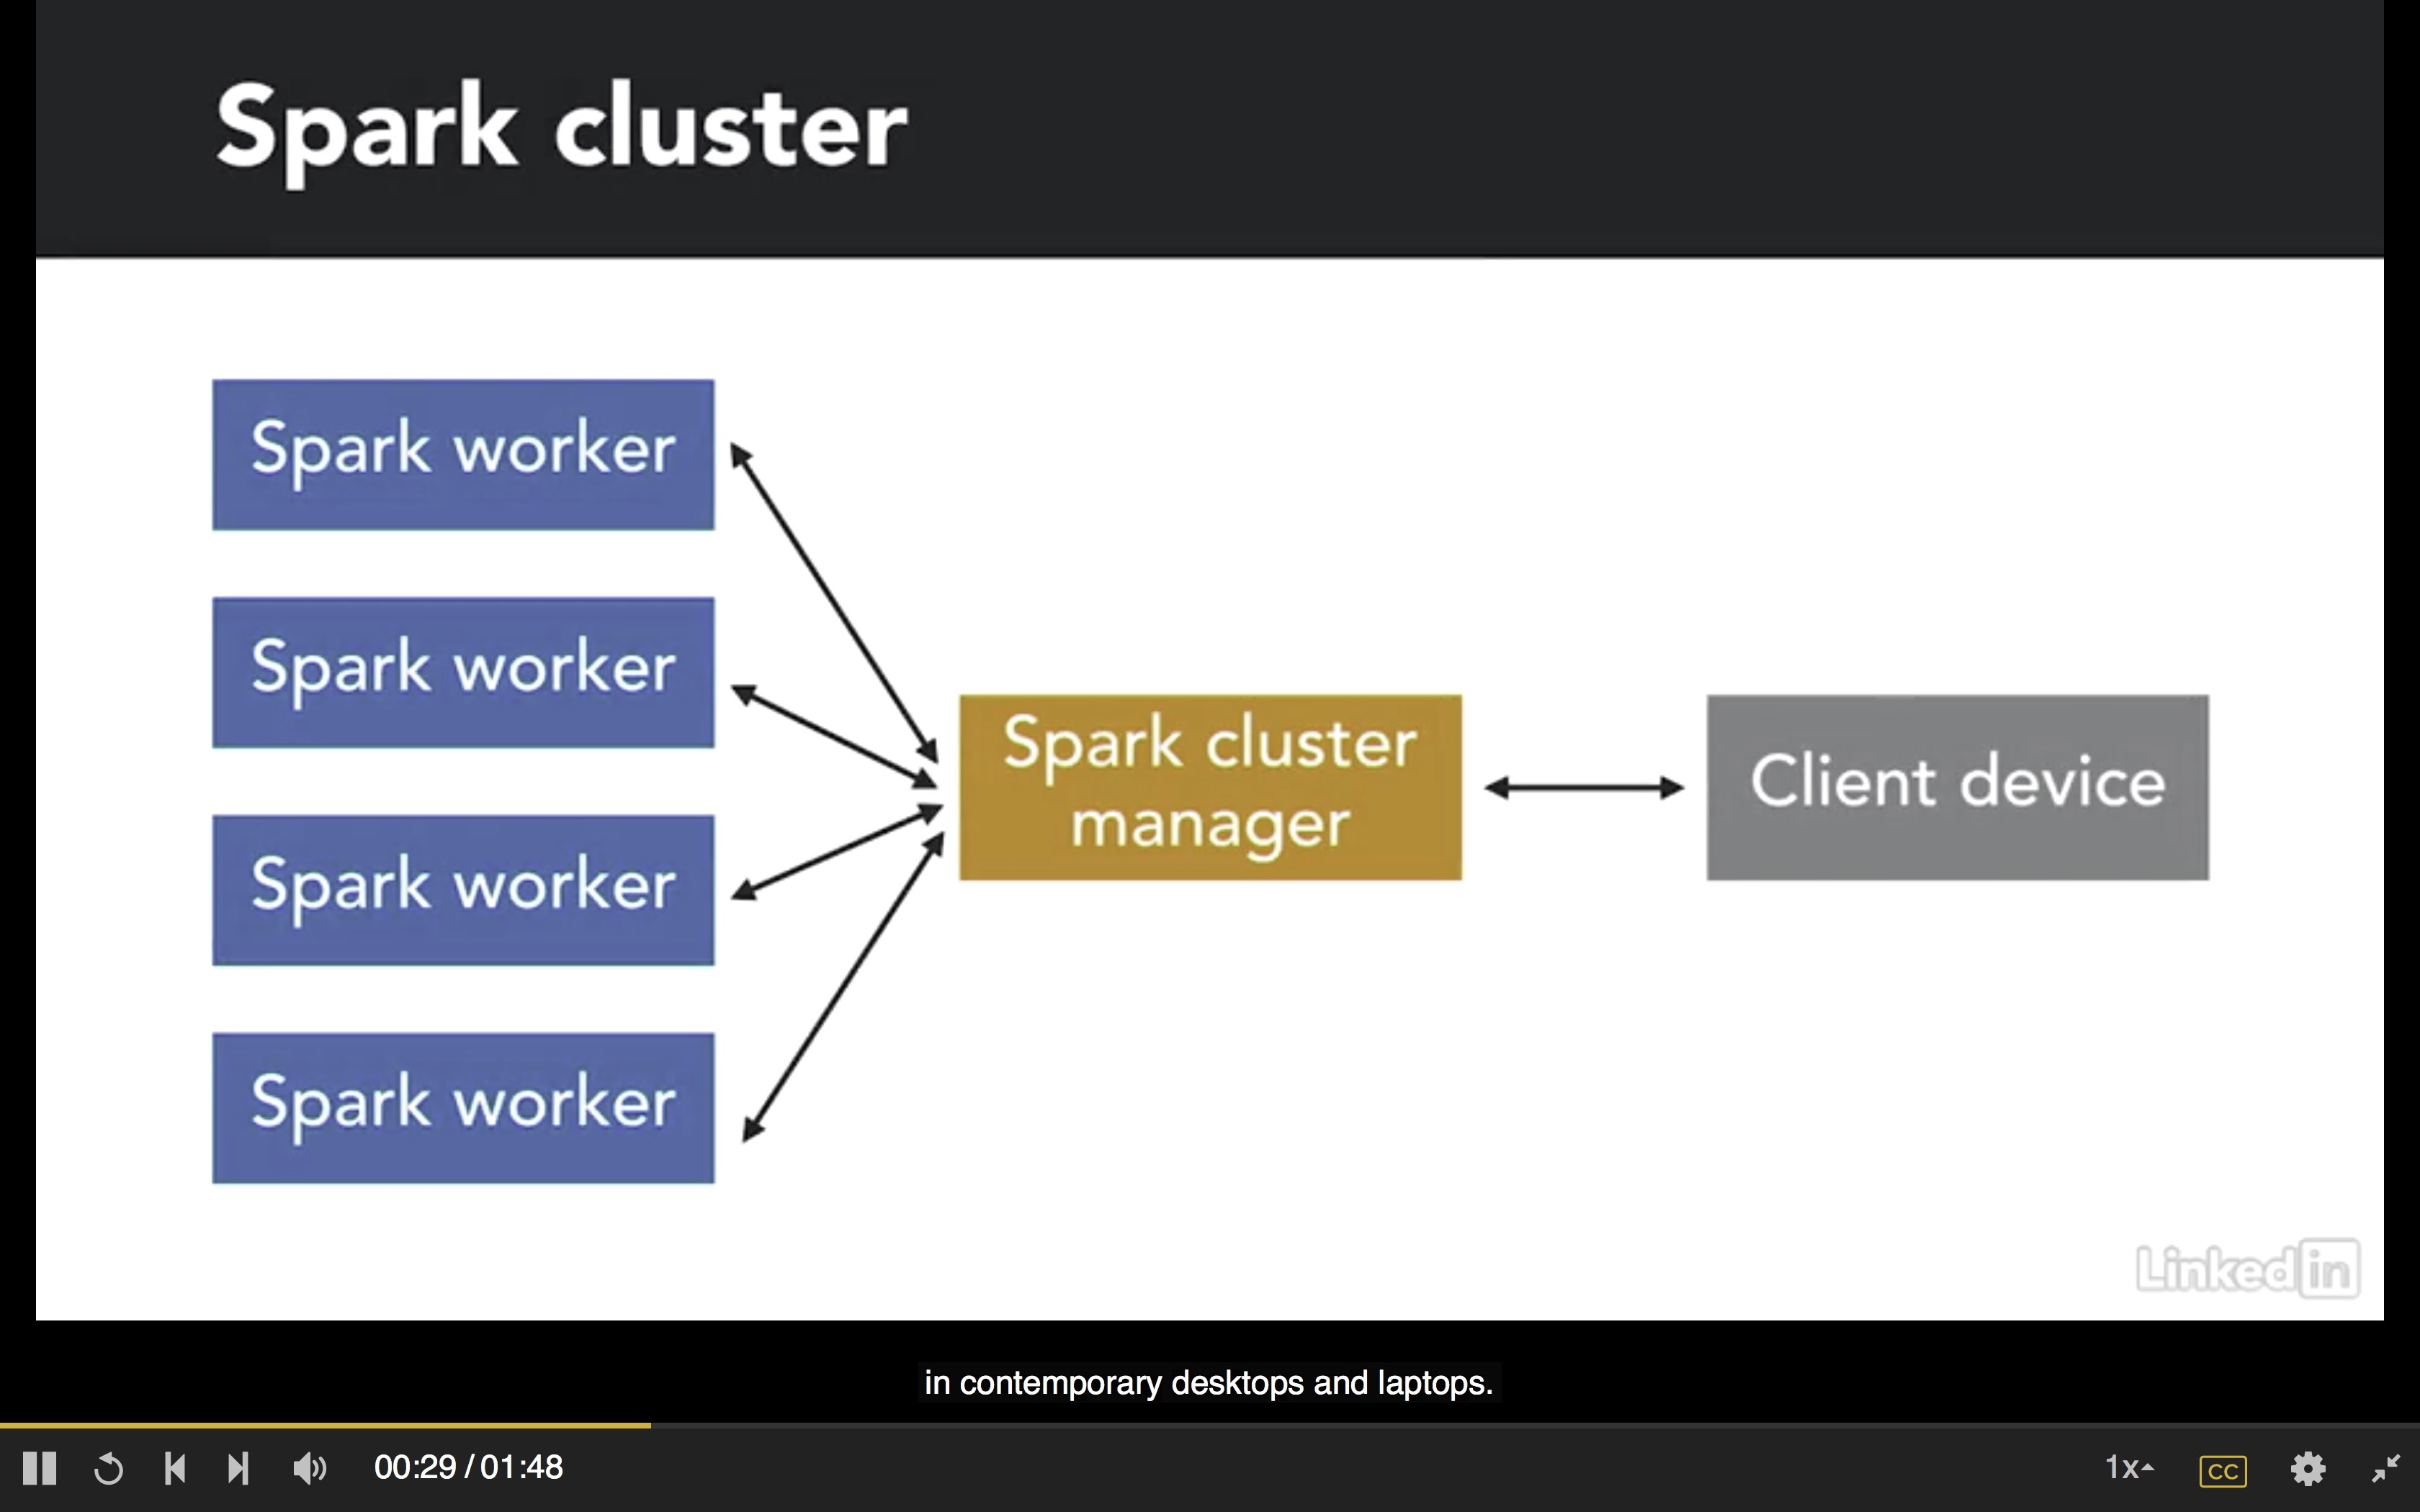 Spark cluster
Spark worker
Spark worker
Spark worker
Spark worker
Spark cluster
manager
Client device
Linkedin
in contemporary desktops and laptops.
00:29 / 01:48
1x
CC